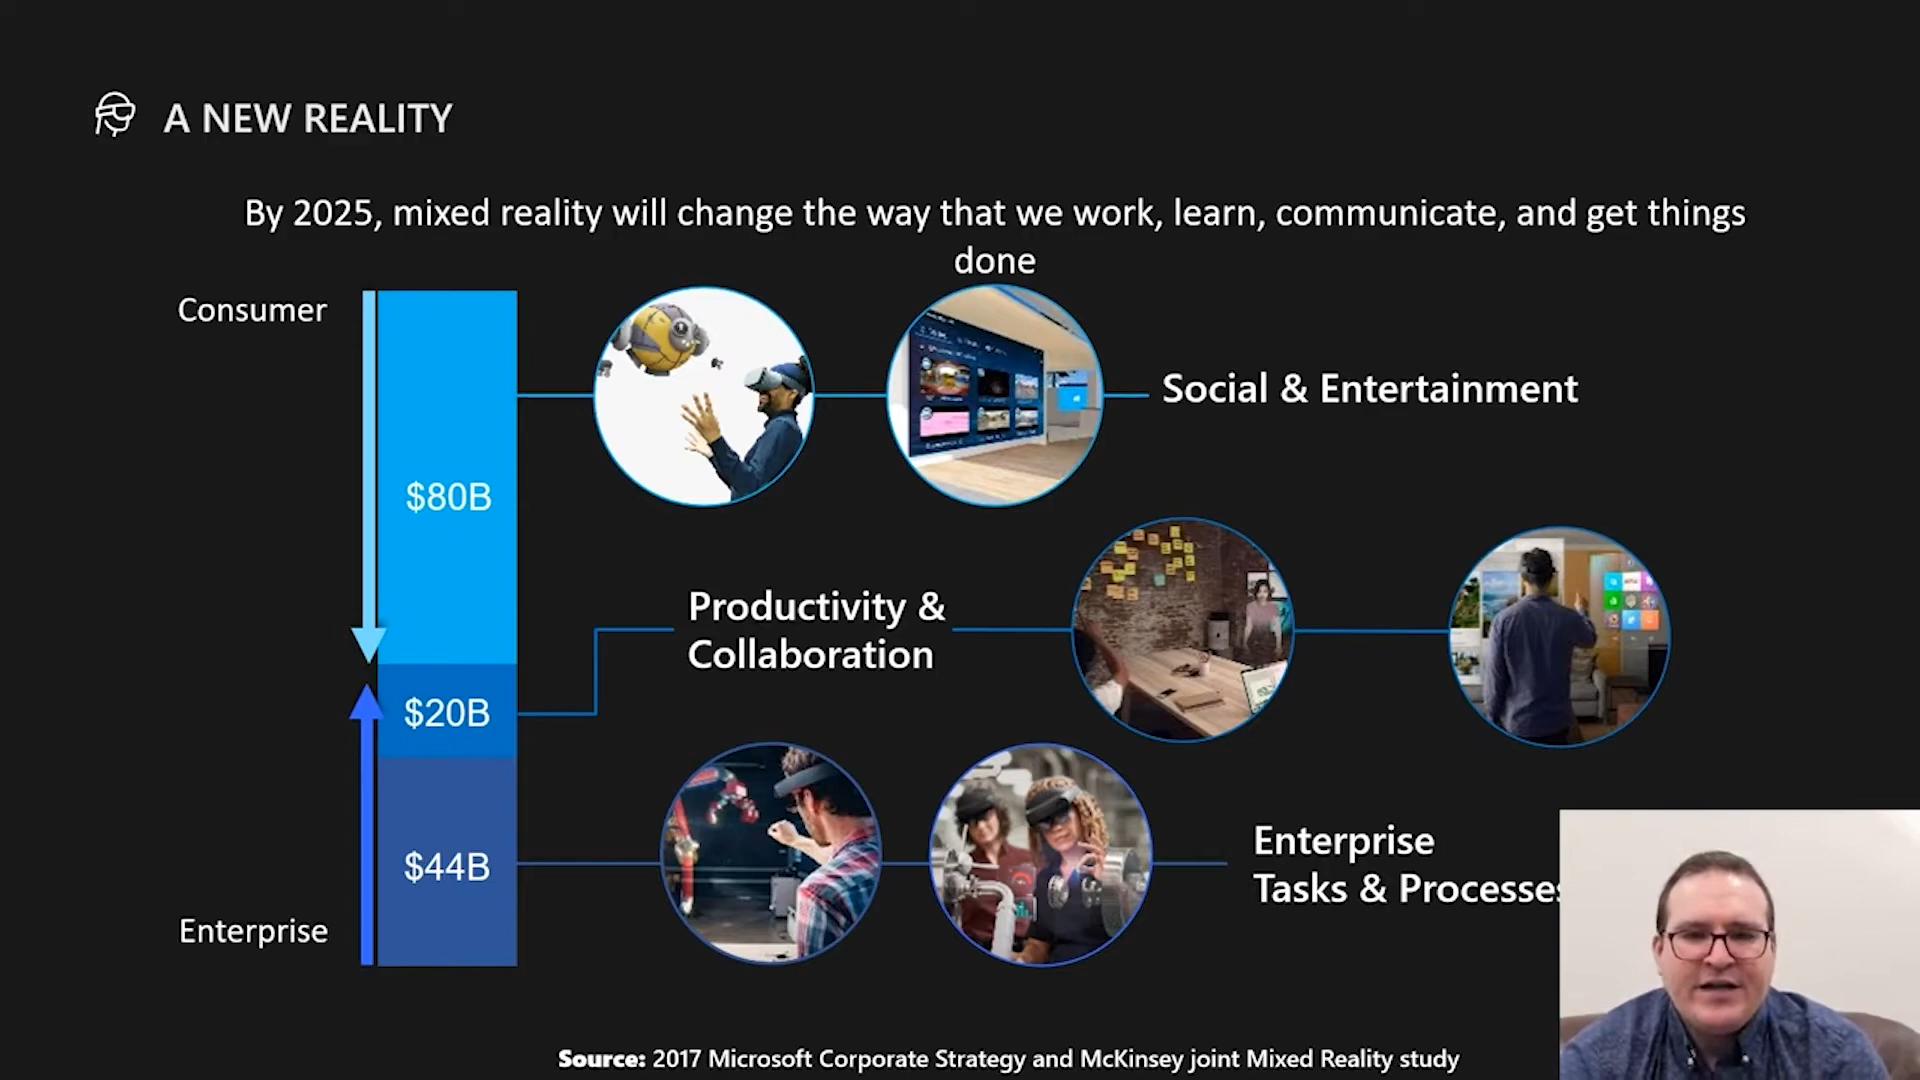 A NEW REALITY
By 2025, mixed reality will change the way that we work, learn, communicate, and get things
done
Consumer
Social & Entertainment
$80B
Productivity &
Collaboration
$20B
Enterprise
Tasks & Processes
$44B
Enterprise
Source: 2017 Microsoft Corporate Strategy and McKinsey joint Mixed Reality study